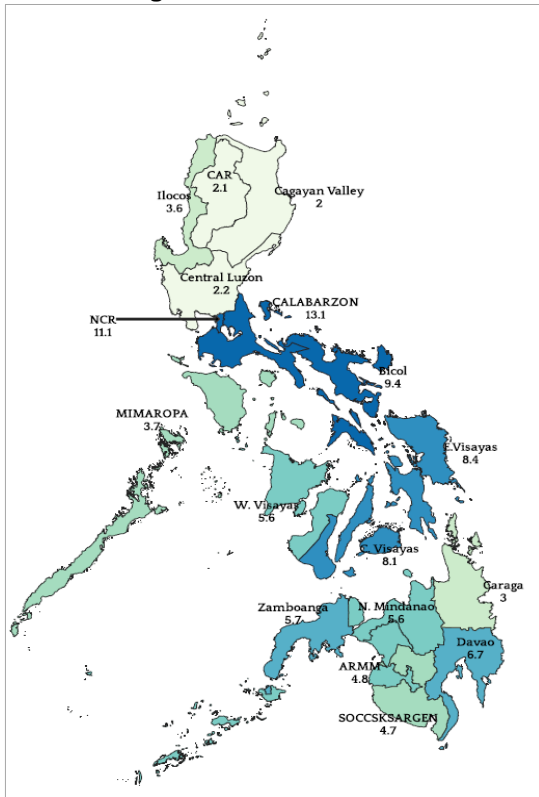 CAR
2.1
Ilocos
3.6
Cagayan Valley
2
Central Luzon
2.2
NCR
11.1
CALABARZON
13.1
Bicol
9.4
MIMAROPA
3.7
E.Visayas
8.4
W. Visayas
5.6
C. Visayas
8.1
Caraga
3
Zamboanga
5.7
N. Mindanao
5.6
Davao
6.7
ARMM
4.8
SOCCSKSARGEN
4.7